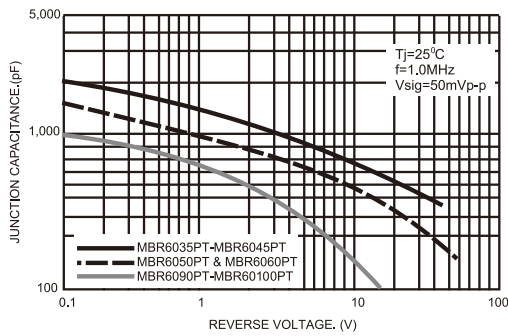 5,000
1,000
100
JUNCTION CAPACITANCE.(pF)
Tj=25⁰C
f=1.0MHz
Vsig=50mVp-p
MBR6035PT-MBR6045PT
MBR6050PT & MBR6060PT
MBR6090PT-MBR60100PT
0.1
1
10
100
REVERSE VOLTAGE. (V)